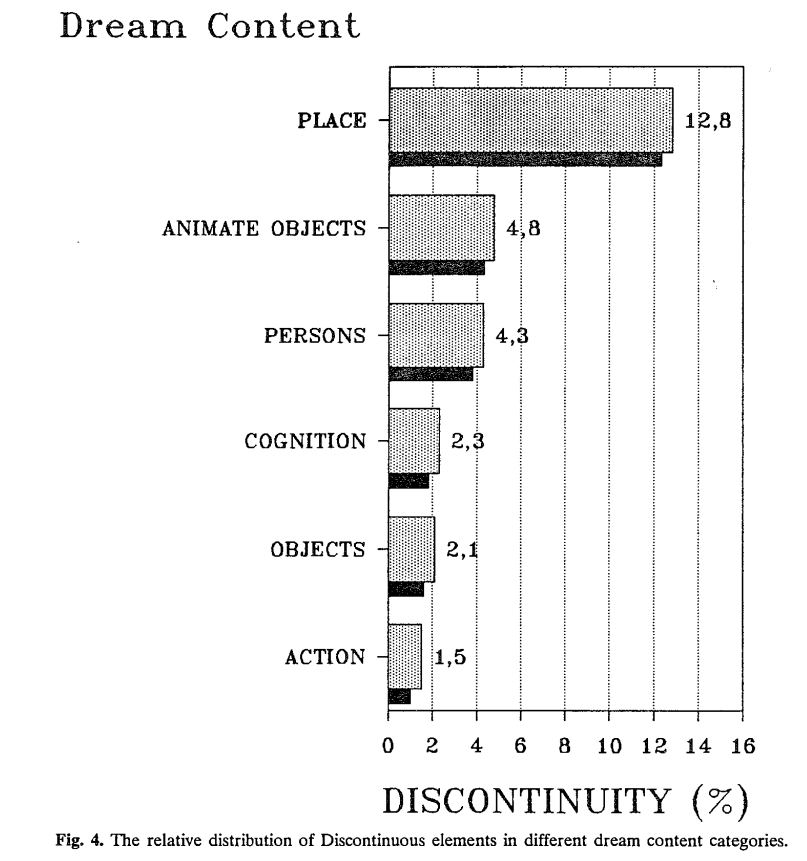 Dream Content
PLACE
12,8
ANIMATE OBJECTS
4,8
PERSONS
4,3
COGNITION
2,3
OBJECTS
2,1
ACTION
1,5
0 2 4 6 8 10 12 14 16
DISCONTINUITY (%)
Fig. 4. The relative distribution of Discontinuous elements in different dream content categories.